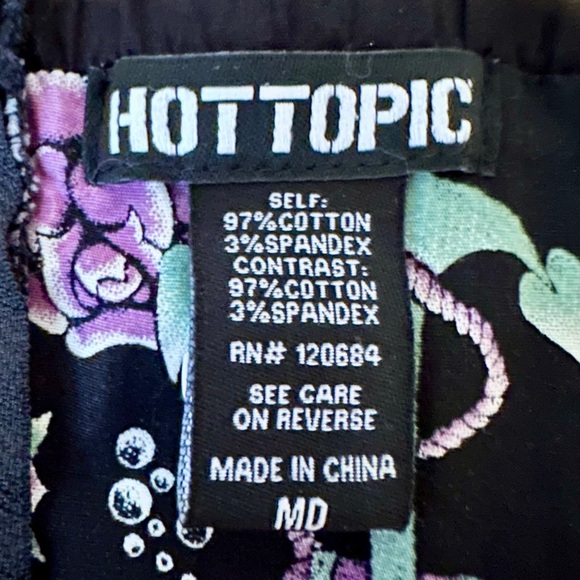 HOTTOPIC
SELF:
97%COTTON
3%SPANDEX
CONTRAST:
97%COTTON
3%SPANDEX
RN# 120684
SEE CARE
ON REVERSE
MADE IN CHINA
MD